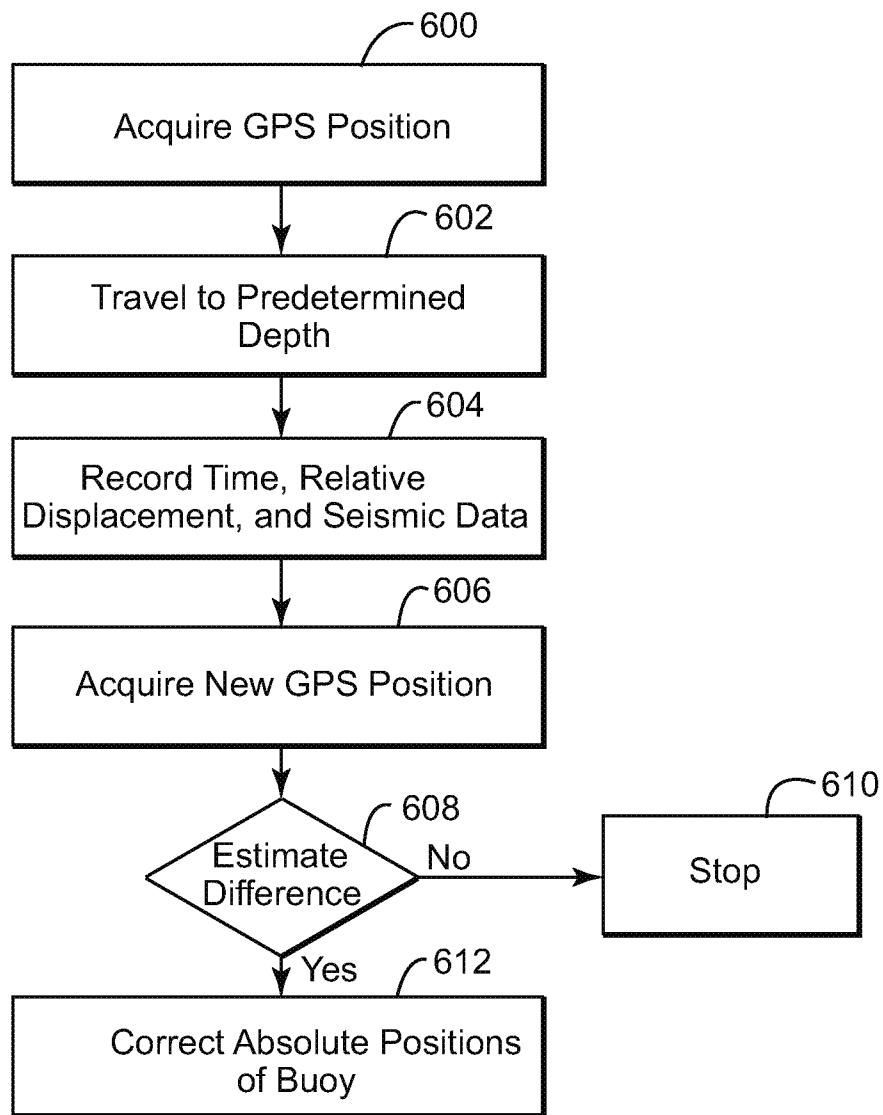 600
Acquire GPS Position
602
Travel to Predetermined
Depth
604
Record Time, Relative
Displacement, and Seismic Data
606
Acquire New GPS Position
608
Estimate
Difference
No
610
Stop
Yes
612
Correct Absolute Positions
of Buoy